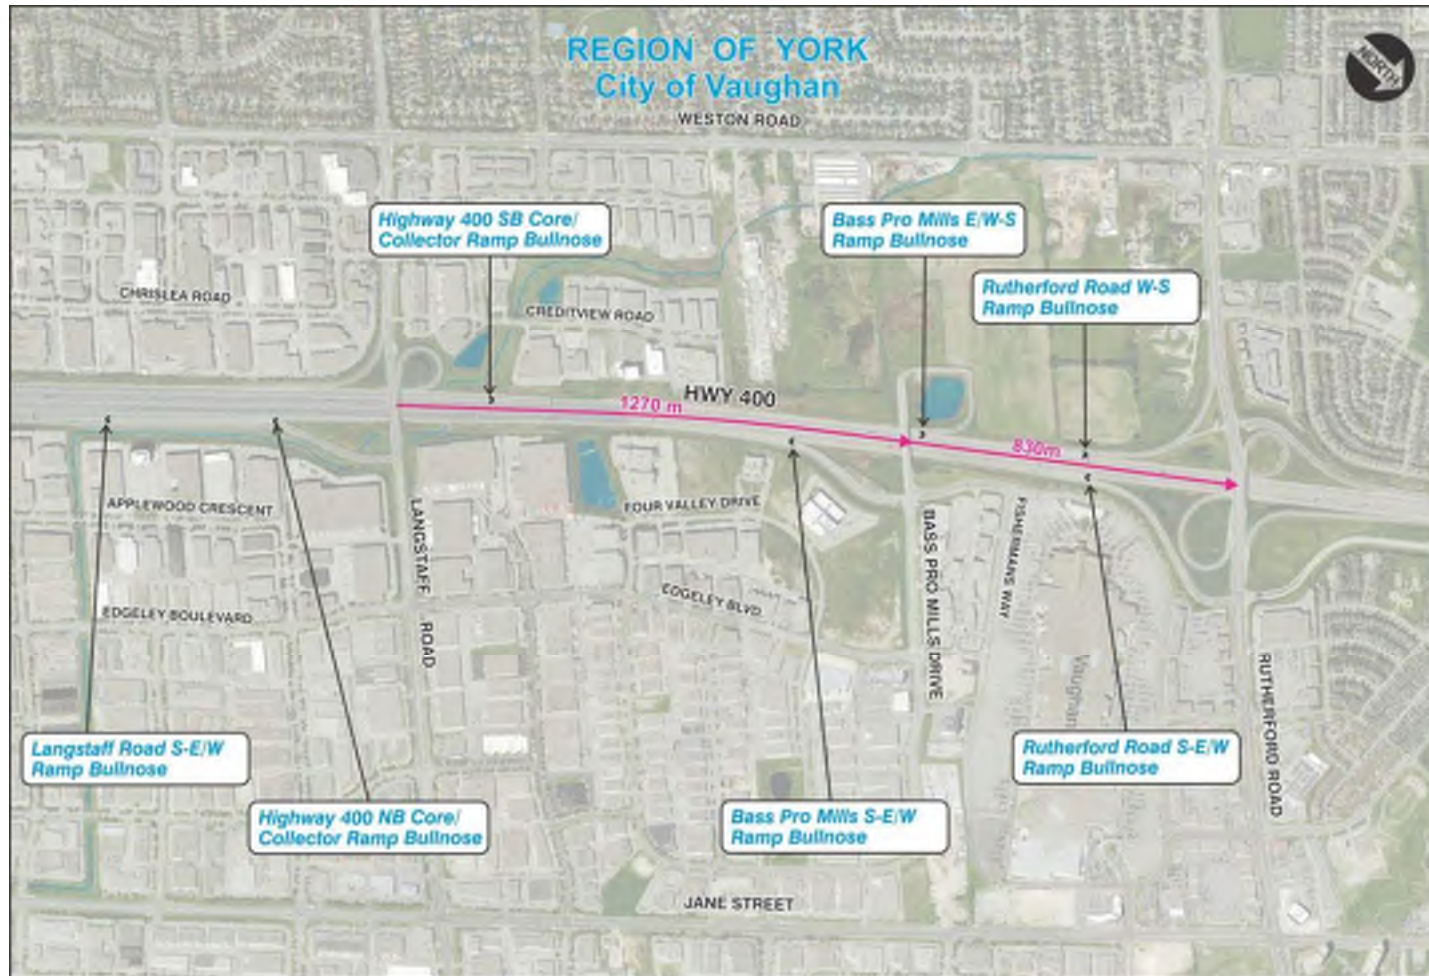 REGION OF YORK
City of Vaughan
WESTON ROAD
NORTH
Highway 400 SB Core/
Collector Ramp Bullnose
Bass Pro Mills E/W-S
Ramp Bullnose
Rutherford Road W-S
Ramp Bullnose
CHRISLEA ROAD
CREDITVIEW ROAD
HWY 400
1270 m
830m
APPLEWOOD CRESCENT
LANGSTAFF ROAD
FOUR VALLEY DRIVE
BASS PRO MILLS DRIVE
FISHERMANS WAY
EDGELEY BOULEVARD
EDGELEY BLVD
Vaughan
RUTHERFORD ROAD
Langstaff Road S-E/W
Ramp Bullnose
Rutherford Road S-E/W
Ramp Bullnose
Highway 400 NB Core/
Collector Ramp Bullnose
Bass Pro Mills S-E/W
Ramp Bullnose
JANE STREET